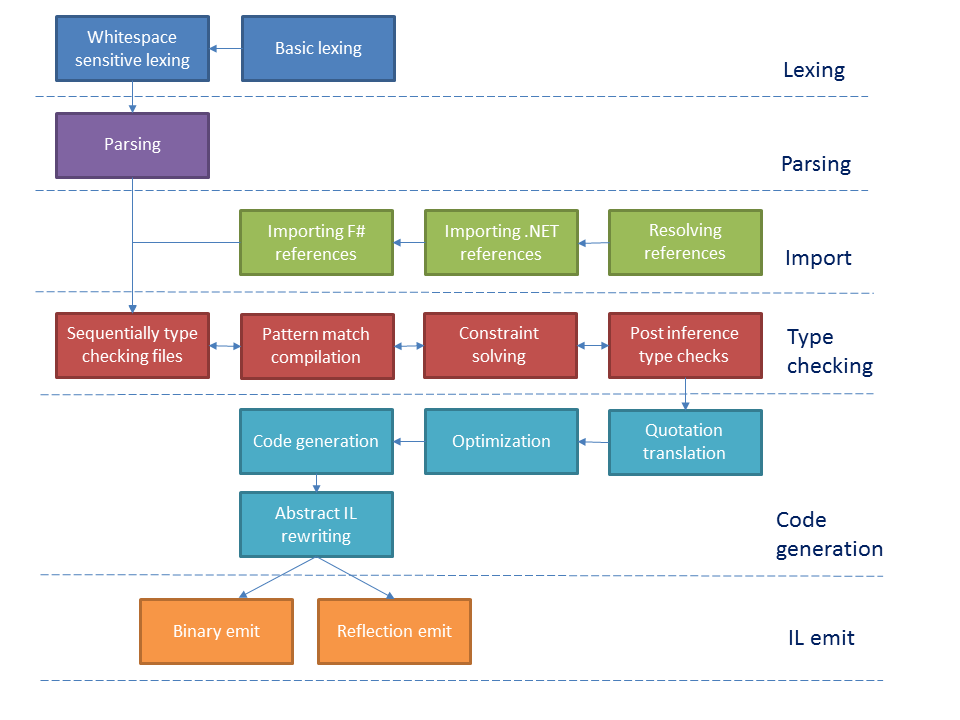 Whitespace
sensitive lexing
Basic lexing
Lexing
Parsing
Parsing
Importing F#
references
Importing .NET
references
Resolving
references
Import
Sequentially type
checking files
Pattern match
compilation
Constraint
solving
Post inference
type checks
Type
checking
Code generation
Optimization
Quotation
translation
Abstract IL
rewriting
Code
generation
Binary emit
Reflection emit
IL emit